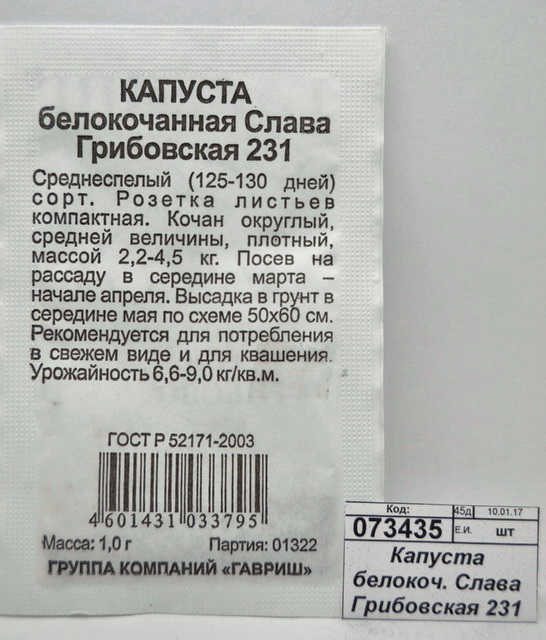 КАПУСТА
белокочанная Слава
Грибовская 231
Среднеспелый (125-130 дней)
сорт. Розетка листьев
компактная. Кочан округлый,
средней величины, плотный,
массой 2,2-4,5 кг. Посев на
рассаду в середине марта –
начале апреля. Высадка в грунт в
середине мая по схеме 50х60 см.
Рекомендуется для потребления
в свежем виде и для квашения.
Урожайность 6,6-9,0 кг/кв.м.
ГОСТ Р 52171-2003
4 601431 033795
Масса: 1,0 г Партия: 01322
ГРУППА КОМПАНИЙ «ГАВРИШ»
Код: 45д 10.01.17
073435 Е.И. шт
Капуста
белокоч. Слава
Грибовская 231